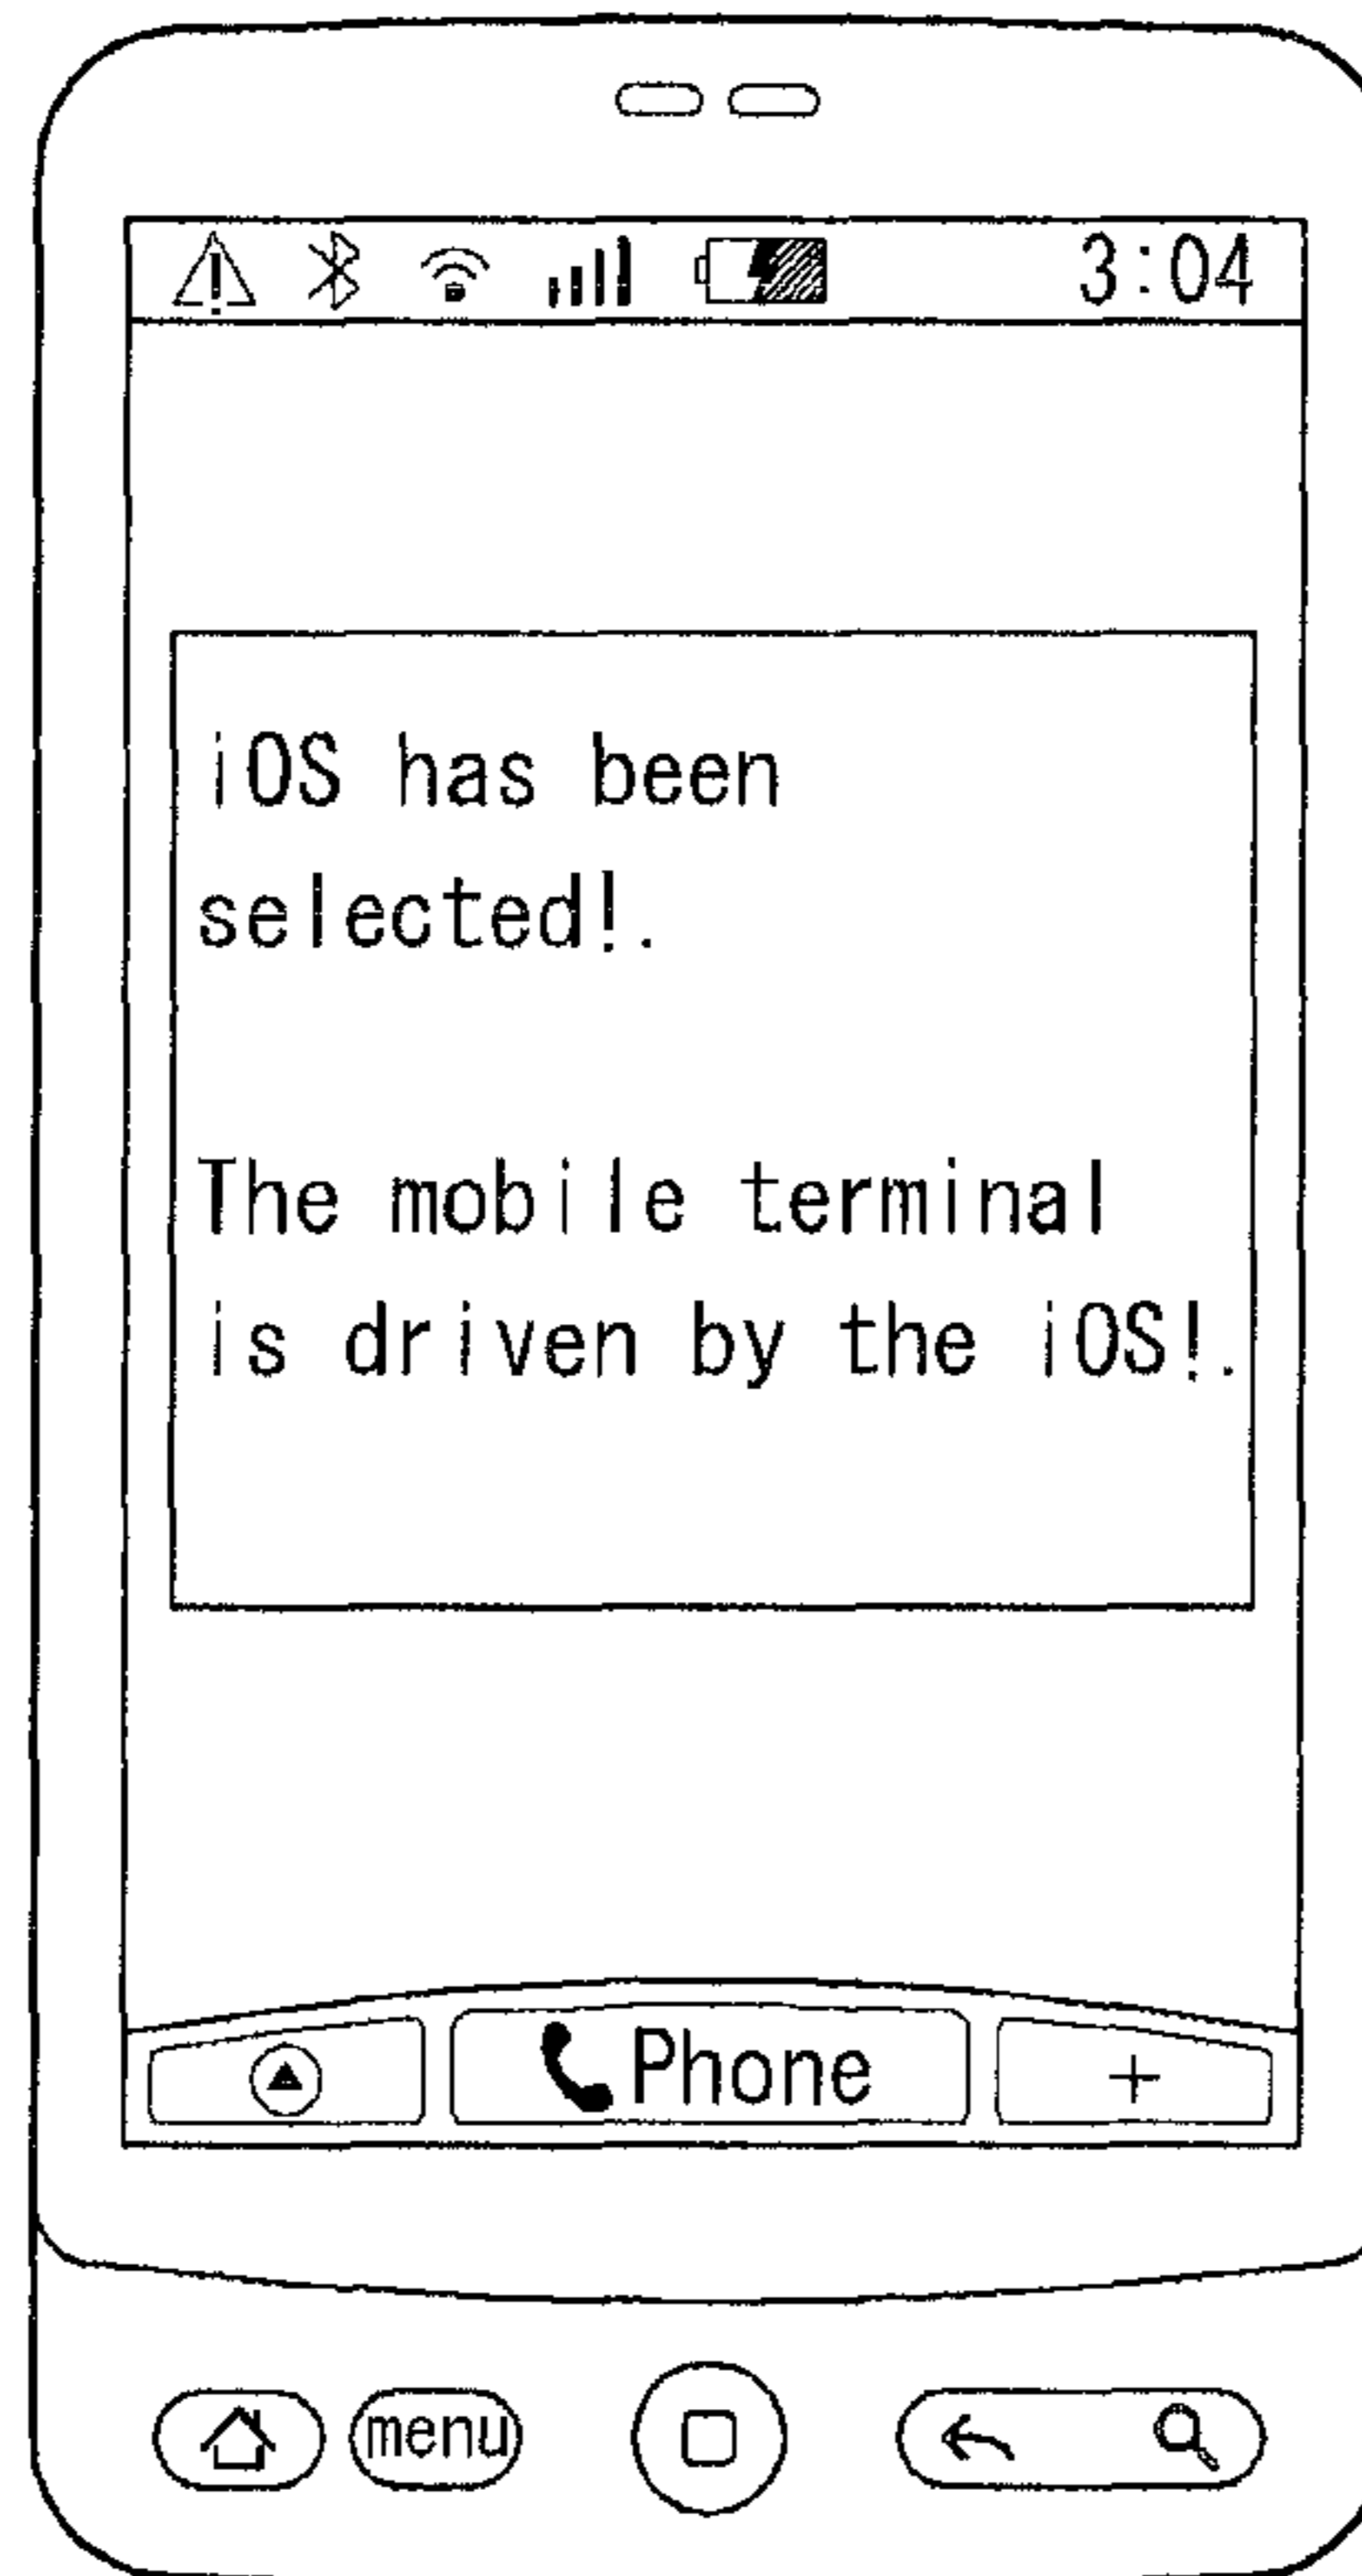 3:04
iOS has been
selected!.
The mobile terminal
is driven by the iOS!.
Phone
+
menu